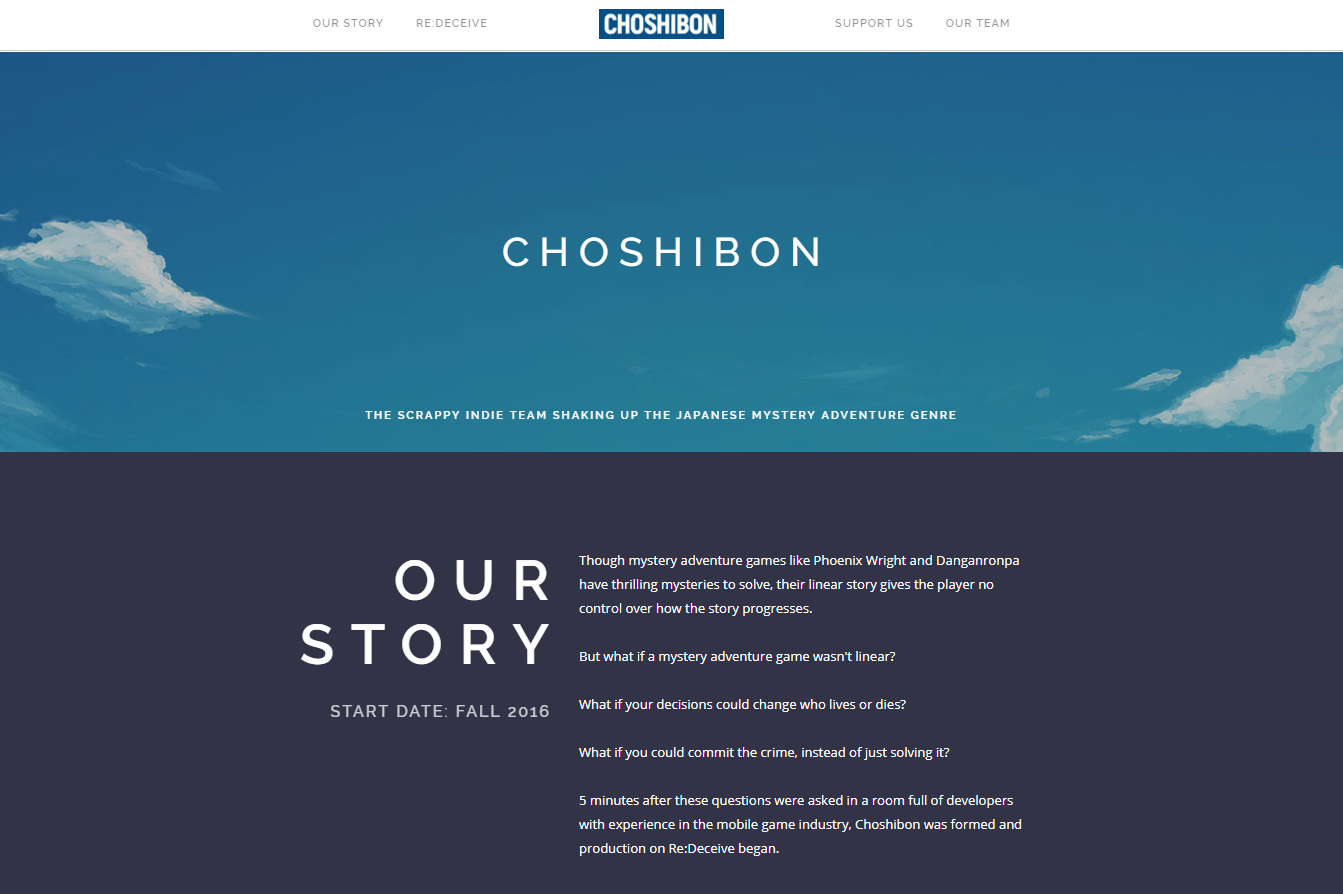 OUR STORY
RE:DECEIVE
CHOSHIBON
SUPPORT US
OUR TEAM
CHOSHIBON
THE SCRAPPY INDIE TEAM SHAKING UP THE JAPANESE MYSTERY ADVENTURE GENRE
OUR
STORY
START DATE: FALL 2016
Though mystery adventure games like Phoenix Wright and Danganronpa
have thrilling mysteries to solve, their linear story gives the player no
control over how the story progresses.
But what if a mystery adventure game wasn't linear?
What if your decisions could change who lives or dies?
What if you could commit the crime, instead of just solving it?
5 minutes after these questions were asked in a room full of developers
with experience in the mobile game industry, Choshibon was formed and
production on Re:Deceive began.